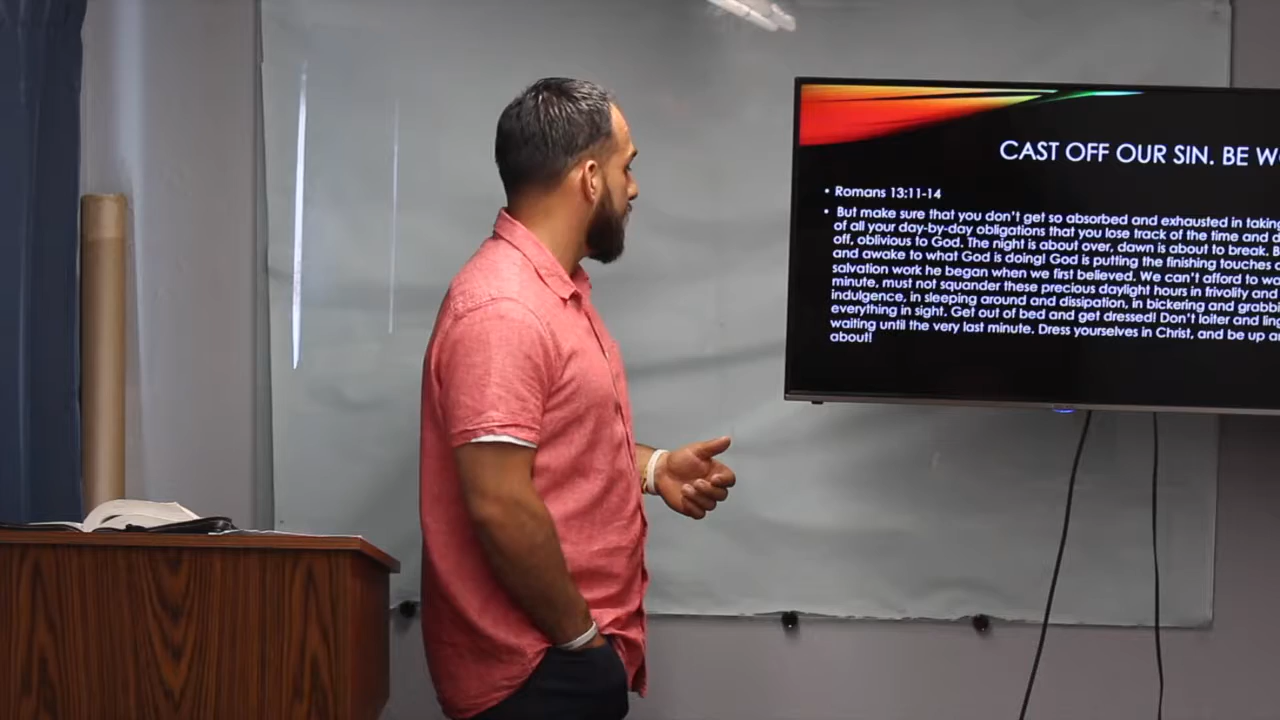 CAST OFF OUR SIN. BE
• Romans 13:11-14
• But make sure that you don't get so absorbed and exhausted in taking
of all your day-by-day obligations that you lose track of the time and
off, oblivious to God. The night is about over, dawn is about to break.
and awake to what God is doing! God is putting the finishing touches
salvation work he began when we first believed. We can't afford to
minute, must not squander these precious daylight hours in frivolity and
indulgence, in sleeping around and dissipation, in bickering and
everything in sight. Get out of bed and get dressed! Don't loiter and
waiting until the very last minute. Dress yourselves in Christ, and be up
about!